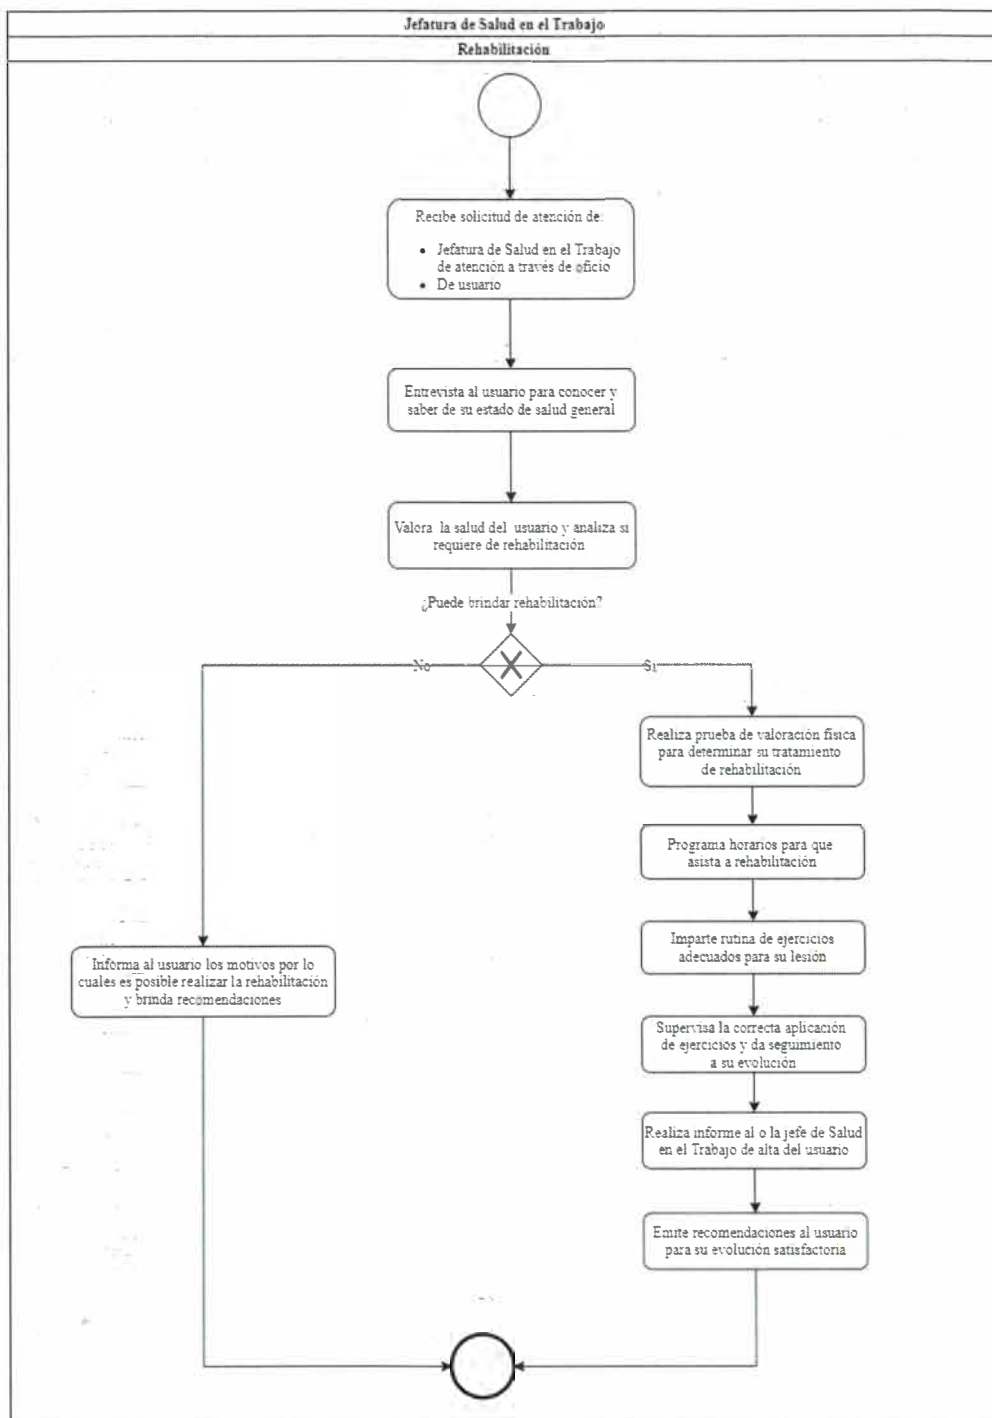 Jefatura de Salud en el Trabajo
Rehabilitación
Recibe solicitud de atención de:
• Jefatura de Salud en el Trabajo
de atención a través de oficio
• De usuario
Entrevista al usuario para conocer y
saber de su estado de salud general
Valora la salud del usuario y analiza si
requiere de rehabilitación
¿Puede brindar rehabilitación?
No
Si
Realiza prueba de valoración física
para determinar su tratamiento
de rehabilitación
Programa horarios para que
asista a rehabilitación
Imparte rutina de ejercicios
adecuados para su lesión
Informa al usuario los motivos por lo
cuales es posible realizar la rehabilitación
y brinda recomendaciones
Supervisa la correcta aplicación
de ejercicios y da seguimiento
a su evolución
Realiza informe al o la jefe de Salud
en el Trabajo de alta del usuario
Emite recomendaciones al usuario
para su evolución satisfactoria